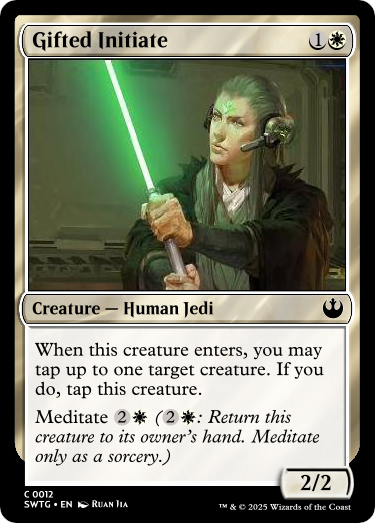 Gifted Initiate 1
Creature — Human Jedi
When this creature enters, you may
tap up to one target creature. If you
do, tap this creature.
Meditate 2 (2: Return this
creature to its owner's hand. Meditate
only as a sorcery.)
2/2
C 0012
SWTG • EN Ruan Jia
™ & © 2025 Wizards of the Coast